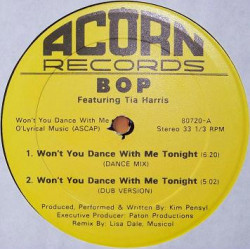 ACORN
RECORDS
BOP
Featuring Tia Harris
Won't You Dance With Me
O'Lyrical Music (ASCAP)
80720-A
Stereo 33 1/3 RPM
1. Won't You Dance With Me Tonight (6:20)
(DANCE MIX)
2. Won't You Dance With Me Tonight (5:02)
(DUB VERSION)
Produced, Performed & Written by: Kim Pensyl
Executive Producer: Paton Productions
Remix By: Lisa Dale, Musicol